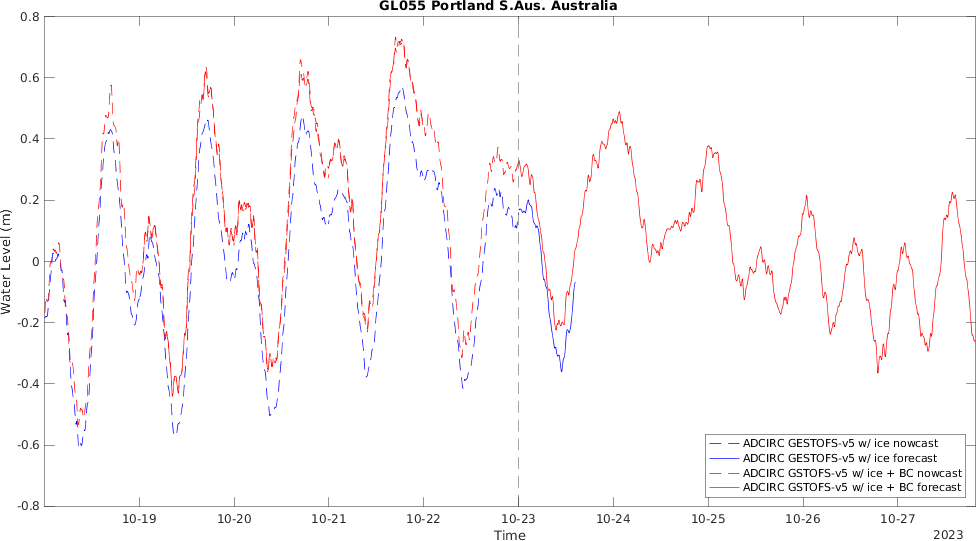 GL055 Portland S.Aus. Australia
0.8
0.6
0.4
0.2
0
-0.2
-0.4
-0.6
-0.8
Water Level (m)
10-19
10-20
10-21
10-22
10-23
10-24
10-25
10-26
10-27
Time
2023
ADCIRC GESTOFS-v5 w/ ice nowcast
ADCIRC GESTOFS-v5 w/ ice forecast
ADCIRC GSTOFS-v5 w/ ice + BC nowcast
ADCIRC GSTOFS-v5 w/ ice + BC forecast